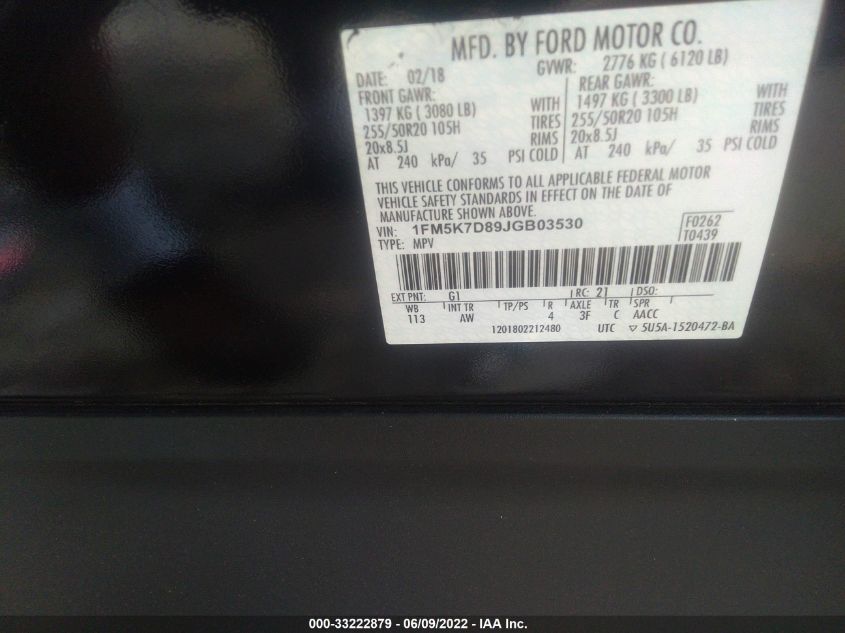 MFD. BY FORD MOTOR CO.
DATE: 02/18 GVWR: 2776 KG ( 6120 LB)
FRONT GAWR: REAR GAWR:
1397 KG ( 3080 LB) WITH 1497 KG ( 3300 LB) WITH
255/50R20 105H TIRES 255/50R20 105H TIRES
20x8.5J RIMS 20x8.5J RIMS
AT 240 kPa/ 35 PSI COLD AT 240 kPa/ 35 PSI COLD
THIS VEHICLE CONFORMS TO ALL APPLICABLE FEDERAL MOTOR
VEHICLE SAFETY STANDARDS IN EFFECT ON THE DATE OF
MANUFACTURE SHOWN ABOVE.
VIN: 1FM5K7D89JGB03530 F0262
TYPE: MPV T0439
EXT PNT: G1 RC: 21 DSO:
WB INT TR TP/PS R AXLE TR SPR
113 AW 4 3F C AACC
1201802212480 UTC ▽ 5U5A-1520472-BA
000-33222879 - 06/09/2022 - IAA Inc.